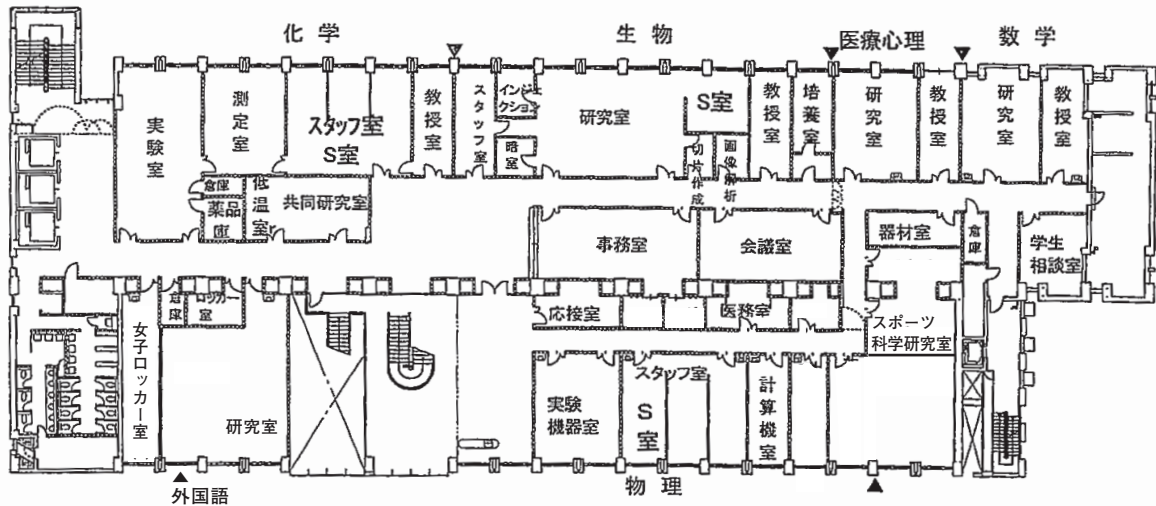 化学
生物
医療心理
数学
実験室
測定室
スタッフ室
S室
教授室
スタッフ室
インジェクション
暗室
研究室
S室
切片作成
画像解析
教授室
培養室
研究室
教授室
研究室
教授室
倉庫
薬品庫
低温室
共同研究室
事務室
会議室
器材室
倉庫
学生
相談室
女子ロッカー室
倉庫
ロッカー室
研究室
応接室
医務室
スポーツ
科学研究室
実験
機器室
スタッフ室
S室
計算機室
物理
外国語